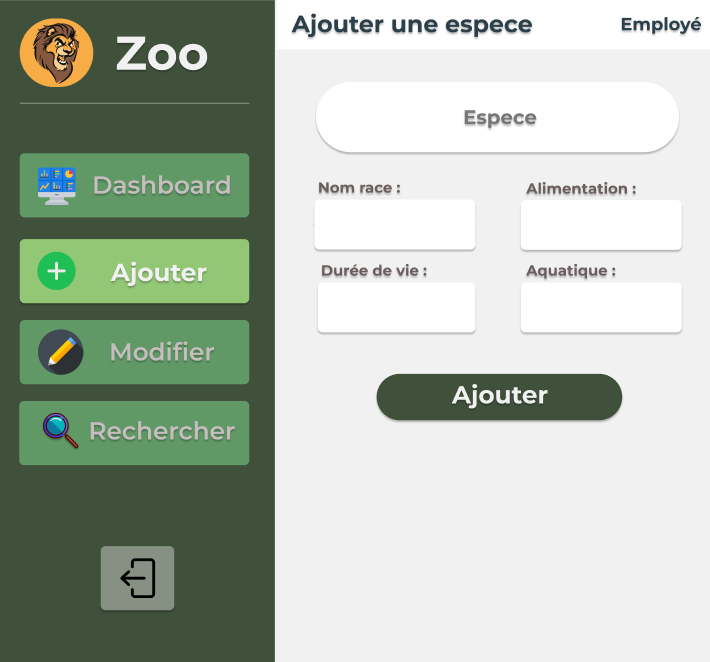 Zoo
Dashboard
Ajouter
Modifier
Rechercher
Ajouter une espece
Employé
Espece
Nom race :
Alimentation :
Durée de vie :
Aquatique :
Ajouter